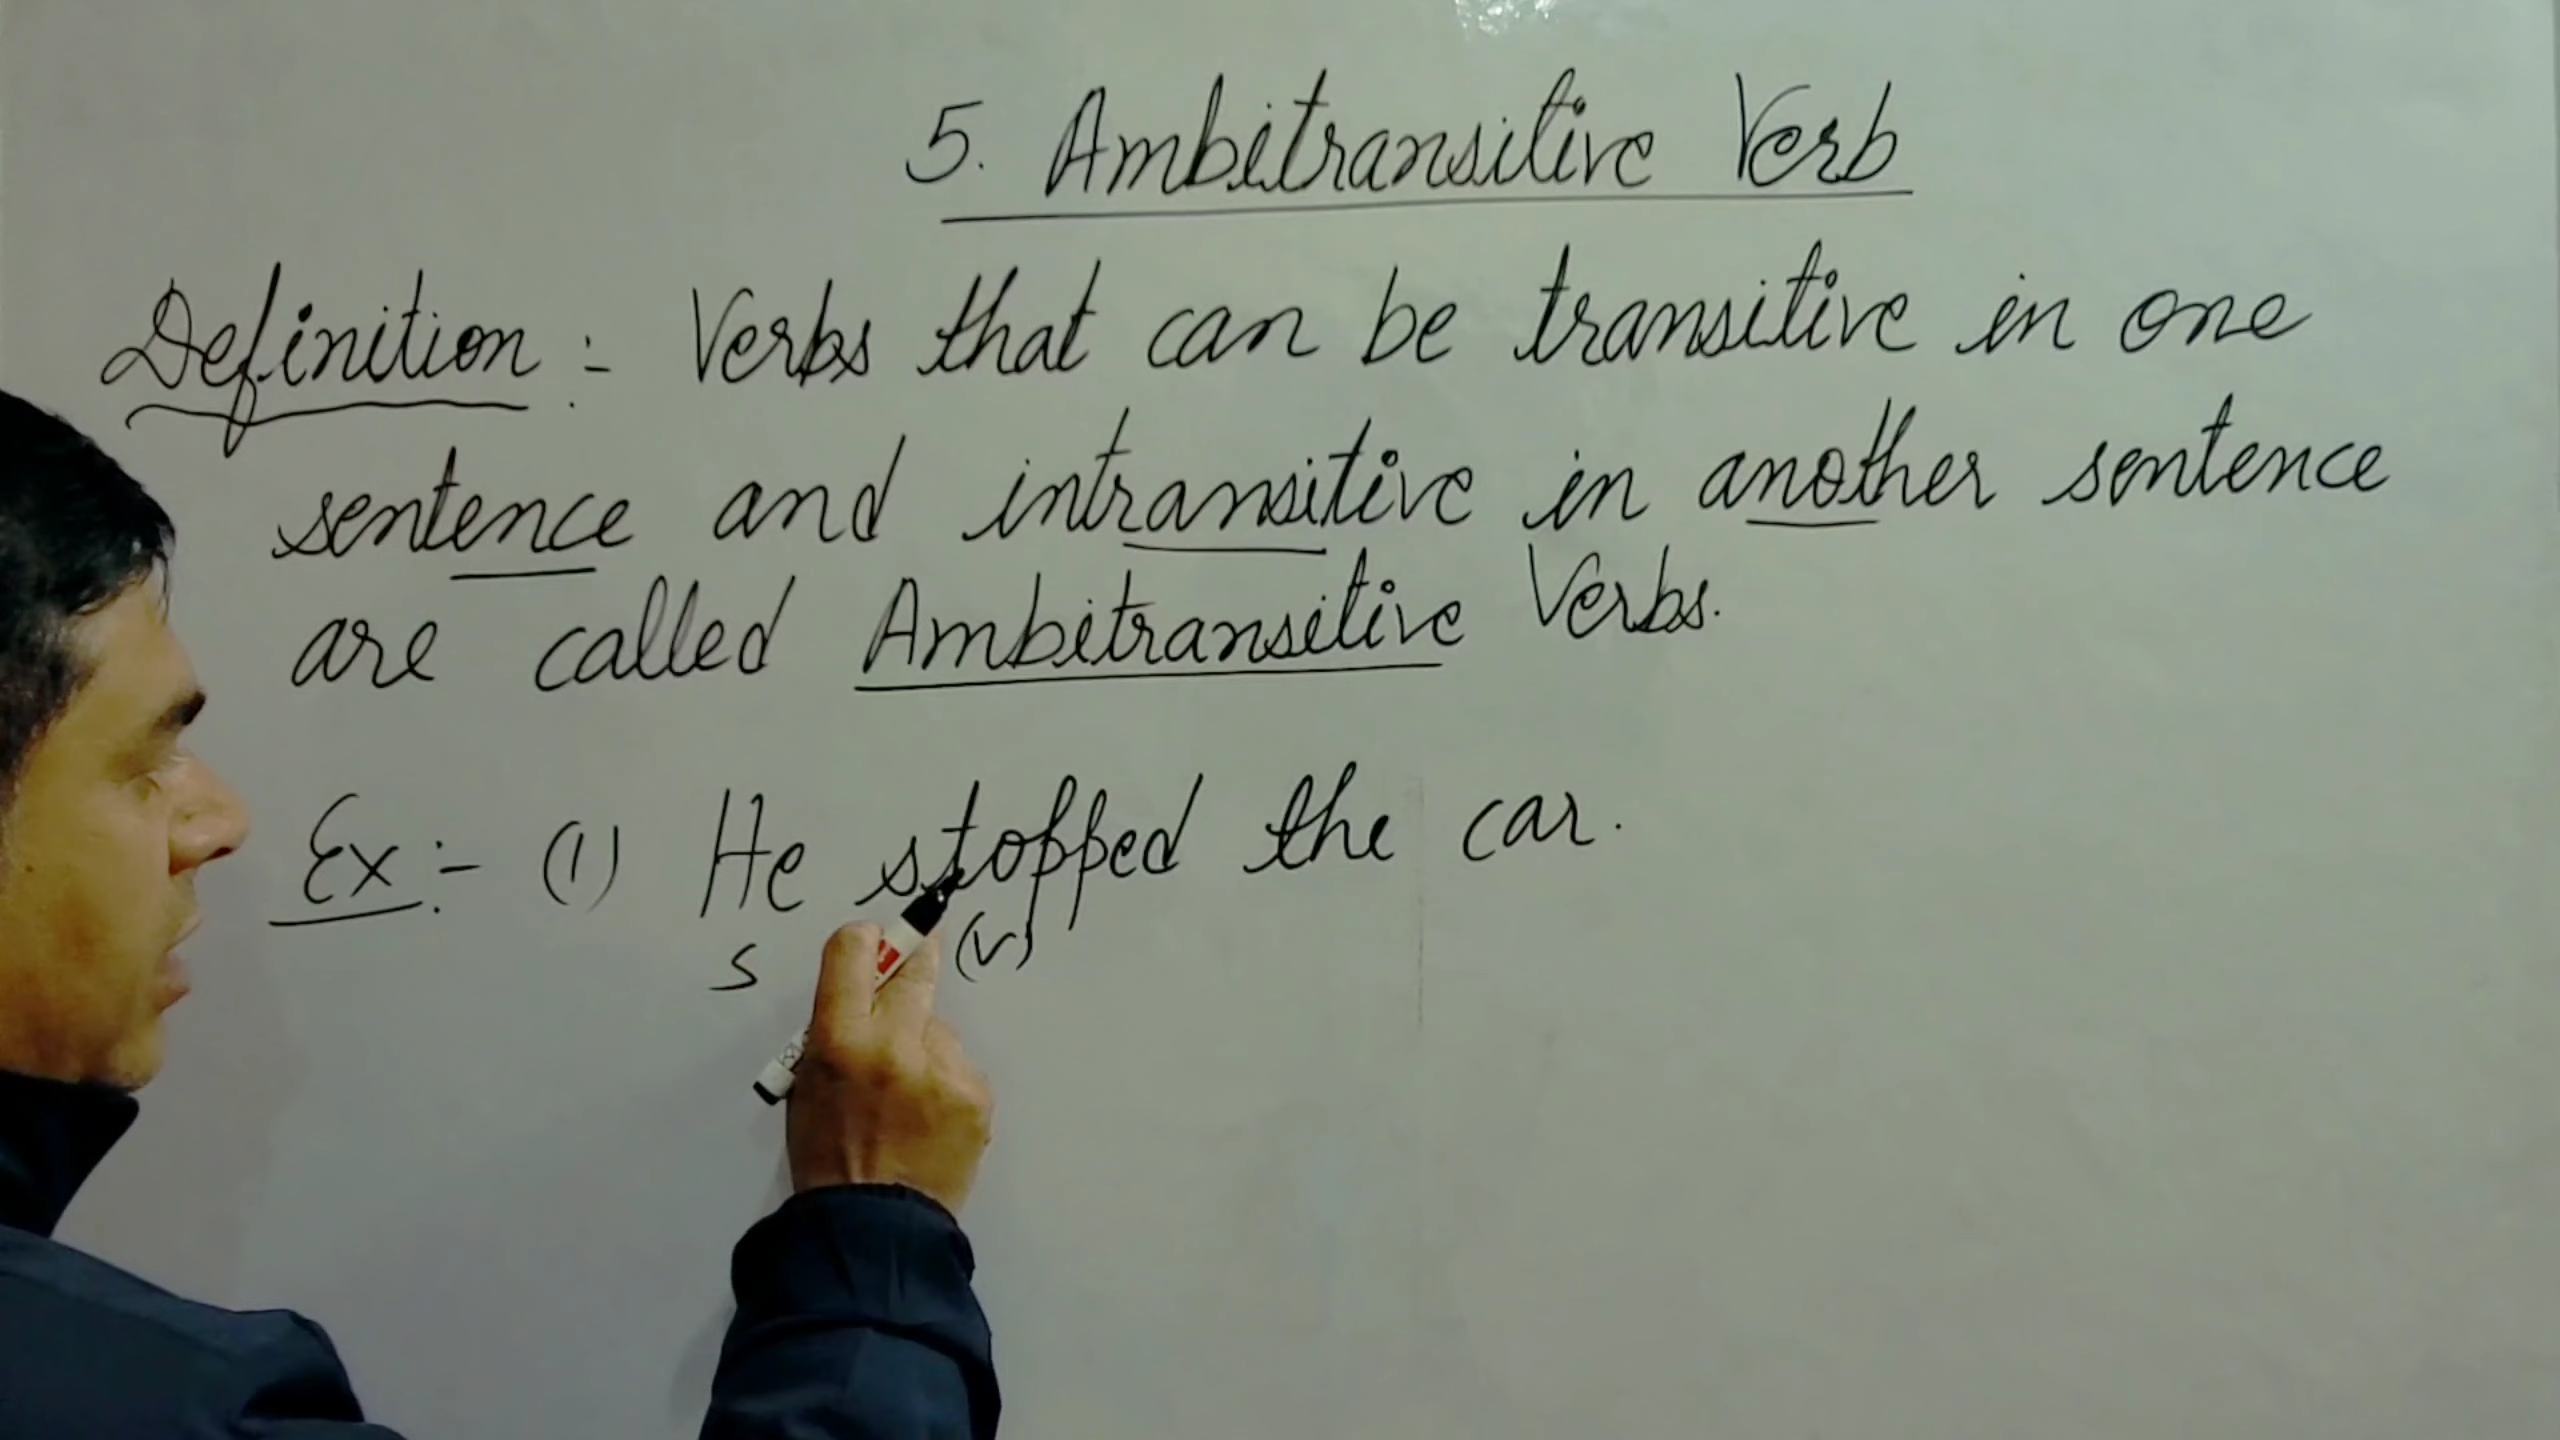 5. Ambitransitive Verb
Definition :- Verbs that can be transitive in one
sentence and intransitive in another sentence
are called Ambitransitive Verbs.
Ex:- (1) He stopped the car.
S (V)